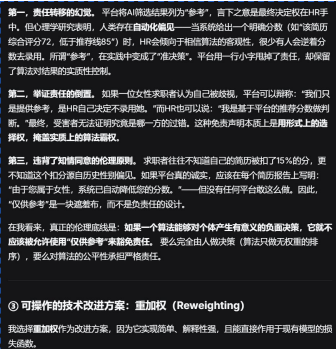 第一，责任转移的幻觉。 平台将AI筛选结果列为“参考”，言下之意是最终决定权在HR手
中。但心理学研究表明，人类存在自动化偏见——当系统给出一个明确分数（如“该简历
综合评分72，低于推荐线85”）时，HR会倾向于相信算法的客观性，很少有人会逆着分
数去录用。所谓“参考”，在实践中变成了“准决策”。平台用一行小字甩掉了责任，却保留
了算法对结果的实质性控制。
第二，举证责任的倒置。 如果一位女性求职者认为自己被歧视，平台可以辩称：“我们只
是提供参考，是HR自己决定不录用她。”而HR也可以说：“我是基于平台的推荐分数做判
断。”最终，受害者无法证明究竟是哪一方的过错。这种免责声明本质上是用形式上的选
择权，掩盖实质上的算法霸权。
第三，违背了知情同意的伦理原则。 求职者往往不知道自己的简历被扣了15%的分，更
不知道这个扣分源自历史性别偏见。如果平台真的诚实，应该在每个简历报告上写明：
“由于您属于女性，系统已自动降低您的分数。”——但没有任何平台敢这么做。因此，
“仅供参考”是一块遮羞布，而不是负责任的设计。
在我看来，真正的伦理底线是：如果一个算法能够对个体产生有意义的负面决策，它就不
应该被允许使用“仅供参考”来豁免责任。 要么完全由人做决策（算法只做无权重的排
序），要么对算法的公平性承担严格责任。
③ 可操作的技术改进方案：重加权（Reweighting）
我选择重加权作为改进方案，因为它实现简单、解释性强，且能直接作用于现有模型的损
失函数。